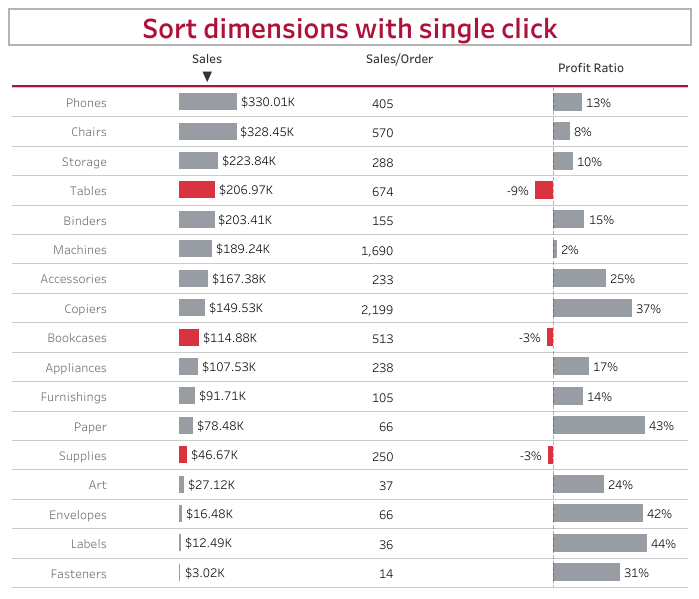 Sort dimensions with single click
Sales Sales/Order Profit Ratio
▼
Phones $330.01K 405 13%
Chairs $328.45K 570 8%
Storage $223.84K 288 10%
Tables $206.97K 674 -9%
Binders $203.41K 155 15%
Machines $189.24K 1,690 2%
Accessories $167.38K 233 25%
Copiers $149.53K 2,199 37%
Bookcases $114.88K 513 -3%
Appliances $107.53K 238 17%
Furnishings $91.71K 105 14%
Paper $78.48K 66 43%
Supplies $46.67K 250 -3%
Art $27.12K 37 24%
Envelopes $16.48K 66 42%
Labels $12.49K 36 44%
Fasteners $3.02K 14 31%